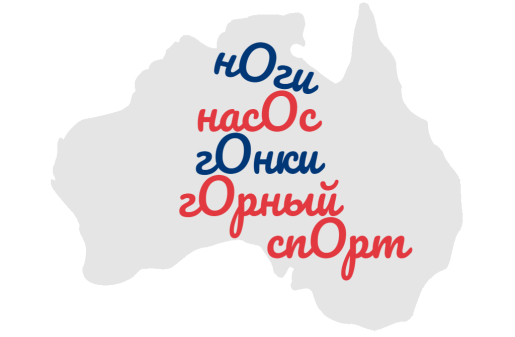 нОги
насОс
гОнки
гОрный
спОрт